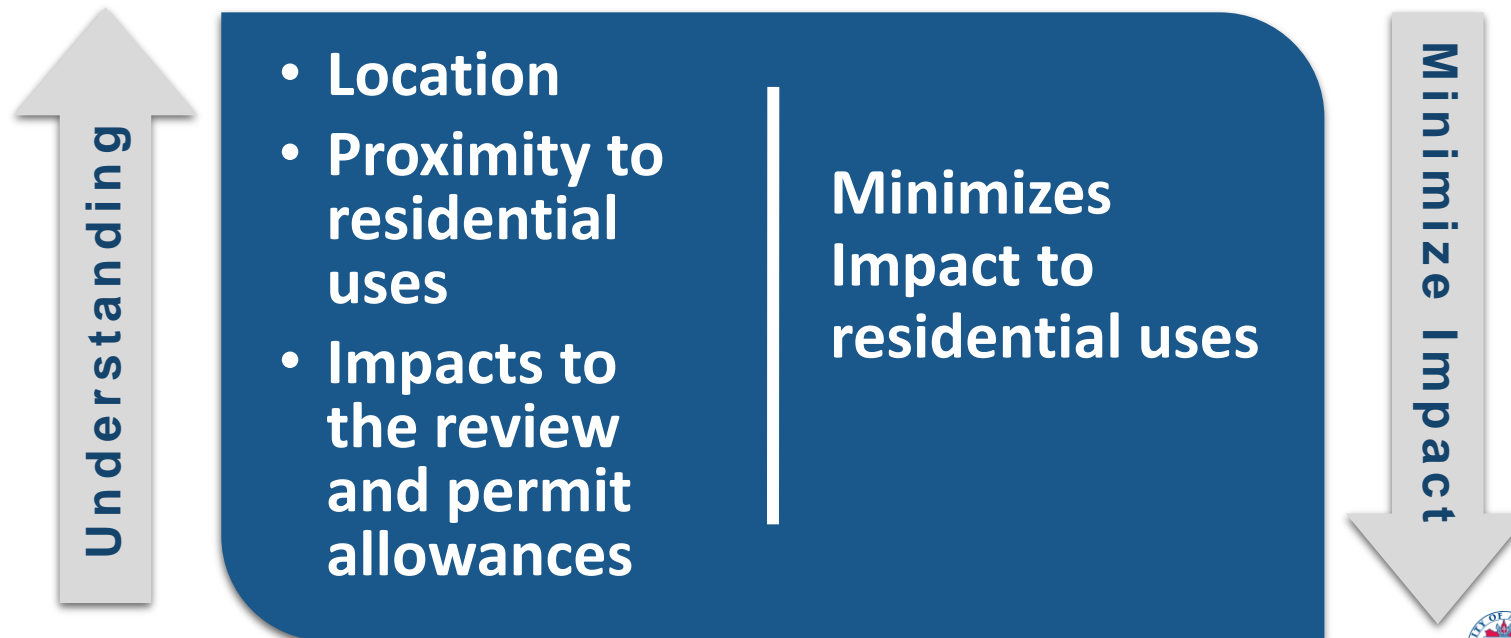 Understanding
• Location
• Proximity to
residential
uses
• Impacts to
the review
and permit
allowances
Minimizes
Impact to
residential uses
Minimize Impact